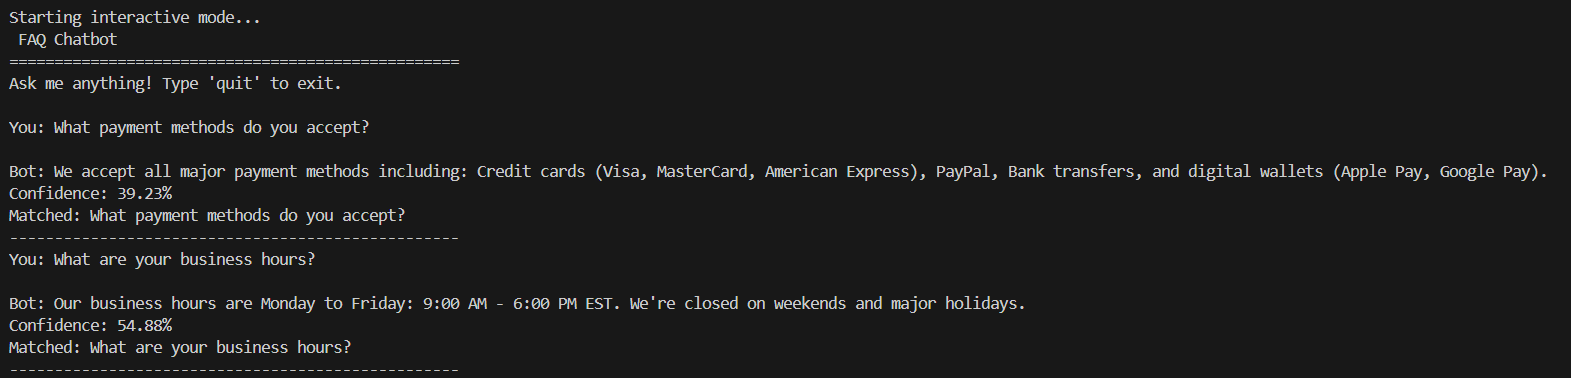 Starting interactive mode...
FAQ Chatbot
==================================================
Ask me anything! Type 'quit' to exit.
You: What payment methods do you accept?
Bot: We accept all major payment methods including: Credit cards (Visa, MasterCard, American Express), PayPal, Bank transfers, and digital wallets (Apple Pay, Google Pay).
Confidence: 39.23%
Matched: What payment methods do you accept?
--------------------------------------------------
You: What are your business hours?
Bot: Our business hours are Monday to Friday: 9:00 AM - 6:00 PM EST. We're closed on weekends and major holidays.
Confidence: 54.88%
Matched: What are your business hours?
--------------------------------------------------